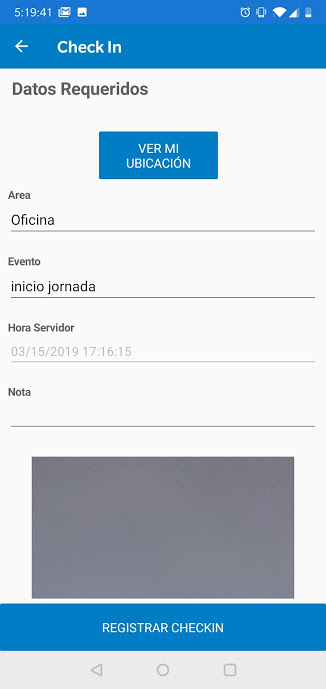 5:19:41
Check In
Datos Requeridos
VER MI
UBICACIÓN
Area
Oficina
Evento
inicio jornada
Hora Servidor
03/15/2019 17:16:15
Nota
REGISTRAR CHECKIN